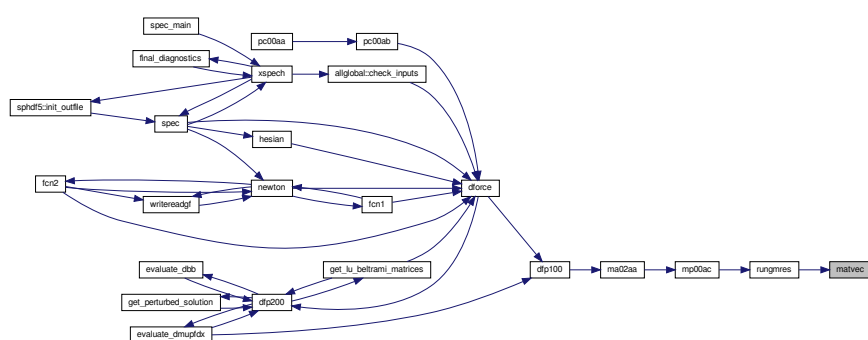 spec_main
pc00aa
pc00ab
final_diagnostics
xspech
allglobal::check_inputs
sphdf5::init_outfile
spec
hesian
fcn2
newton
dforce
writereadgf
fcn1
evaluate_dbb
get_lu_beltrami_matrices
dfp100
ma02aa
mp00ac
rungmres
matvec
get_perturbed_solution
dfp200
evaluate_dmupfdx